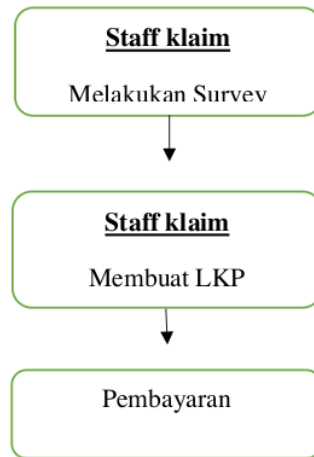 Staff klaim
Melakukan Survey
Staff klaim
Membuat LKP
Pembayaran